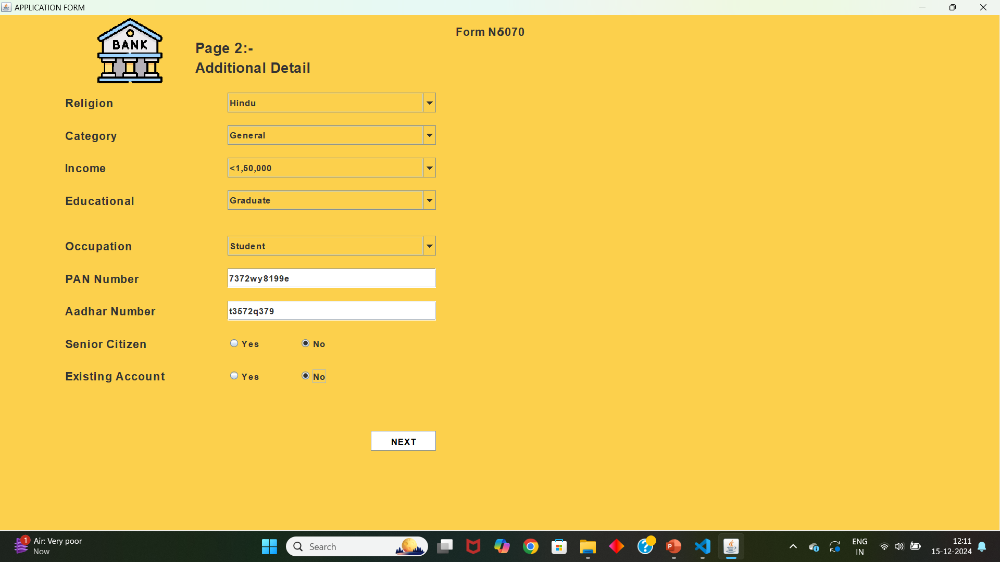 APPLICATION FORM
BANK
Page 2:-
Additional Detail
Form N 5070
Religion Hindu
Category General
Income <1,50,000
Educational Graduate
Occupation Student
PAN Number 7372wy8199e
Aadhar Number t3572q379
Senior Citizen Yes No
Existing Account Yes No
NEXT
1 Air: Very poor
Now
Search
ENG
IN
12:11
15-12-2024